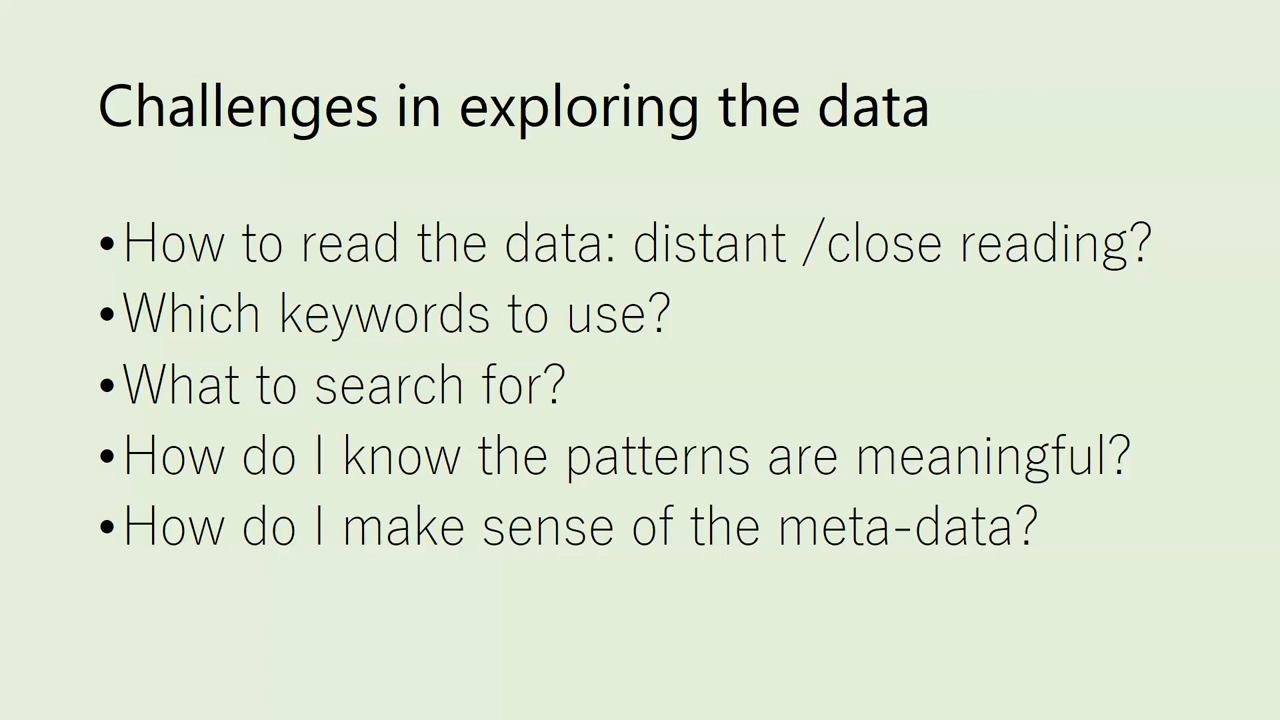 Challenges in exploring the data
•How to read the data: distant /close reading?
•Which keywords to use?
•What to search for?
•How do I know the patterns are meaningful?
•How do I make sense of the meta-data?